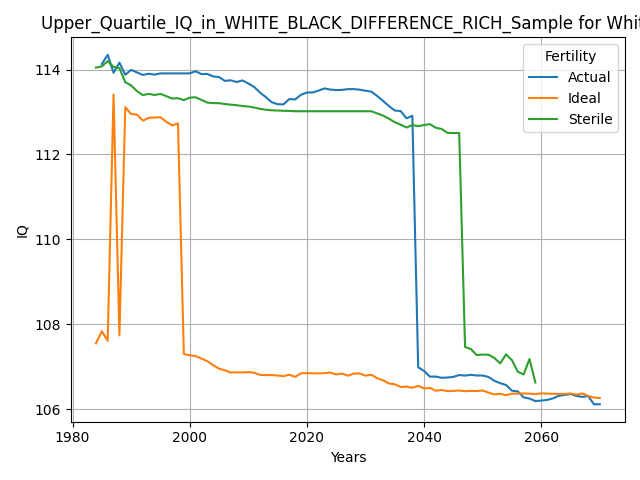 Upper_Quartile_IQ_in_WHITE_BLACK_DIFFERENCE_RICH_Sample for Whit
Fertility
Actual
Ideal
Sterile
IQ
114
112
110
108
106
1980
2000
2020
2040
2060
Years